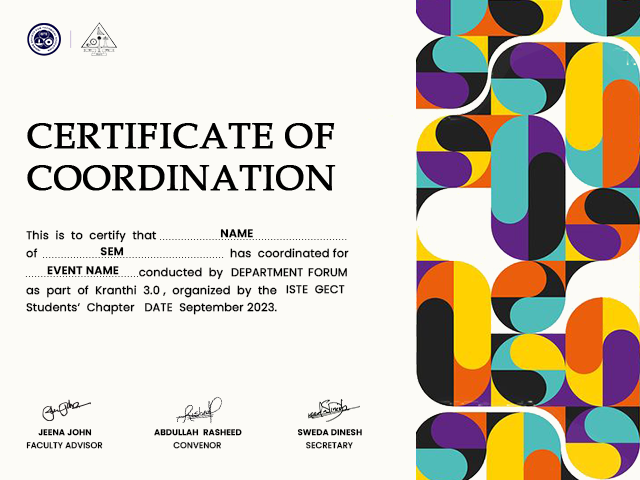 CERTIFICATE OF
COORDINATION
This is to certify that NAME
of SEM has coordinated for
EVENT NAME conducted by DEPARTMENT FORUM
as part of Kranthi 3.0, organized by the ISTE GECT
Students' Chapter DATE September 2023.
JEENA JOHN ABDULLAH RASHEED SWEDA DINESH
FACULTY ADVISOR CONVENOR SECRETARY